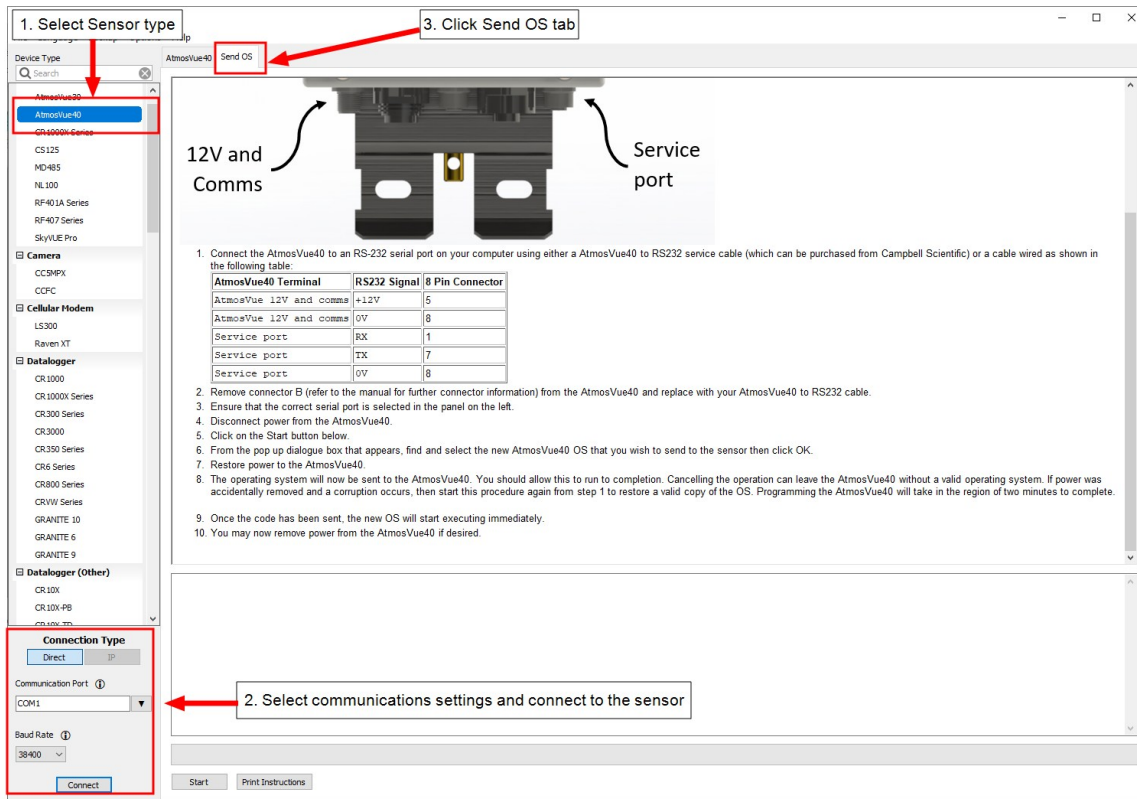 1. Select Sensor type
3. Click Send OS tab
Help
Device Type
AtmosVue40 Send OS
Search
AtmosVue30
AtmosVue40
CR1000X Series
CS125
MD485
NL100
RF401A Series
RF407 Series
SkyVUE Pro
Camera
CC5MPX
CCFC
Cellular Modem
LS300
Raven XT
Datalogger
CR1000
CR1000X Series
CR300 Series
CR3000
CR350 Series
CR6 Series
CR800 Series
CRVW Series
GRANITE 10
GRANITE 6
GRANITE 9
Datalogger (Other)
CR10X
CR10X-PB
CR10X-TD
12V and
Comms
Service
port
1. Connect the AtmosVue40 to an RS-232 serial port on your computer using either a AtmosVue40 to RS232 service cable (which can be purchased from Campbell Scientific) or a cable wired as shown in
the following table:
AtmosVue40 Terminal RS232 Signal 8 Pin Connector
AtmosVue 12V and comms +12V 5
AtmosVue 12V and comms 0V 8
Service port RX 1
Service port TX 7
Service port 0V 8
2. Remove connector B (refer to the manual for further connector information) from the AtmosVue40 and replace with your AtmosVue40 to RS232 cable.
3. Ensure that the correct serial port is selected in the panel on the left.
4. Disconnect power from the AtmosVue40.
5. Click on the Start button below.
6. From the pop up dialogue box that appears, find and select the new AtmosVue40 OS that you wish to send to the sensor then click OK.
7. Restore power to the AtmosVue40.
8. The operating system will now be sent to the AtmosVue40. You should allow this to run to completion. Cancelling the operation can leave the AtmosVue40 without a valid operating system. If power was
accidentally removed and a corruption occurs, then start this procedure again from step 1 to restore a valid copy of the OS. Programming the AtmosVue40 will take in the region of two minutes to complete.
9. Once the code has been sent, the new OS will start executing immediately.
10. You may now remove power from the AtmosVue40 if desired.
Connection Type
Direct IP
Communication Port
COM1
2. Select communications settings and connect to the sensor
Baud Rate
38400
Connect
Start Print Instructions